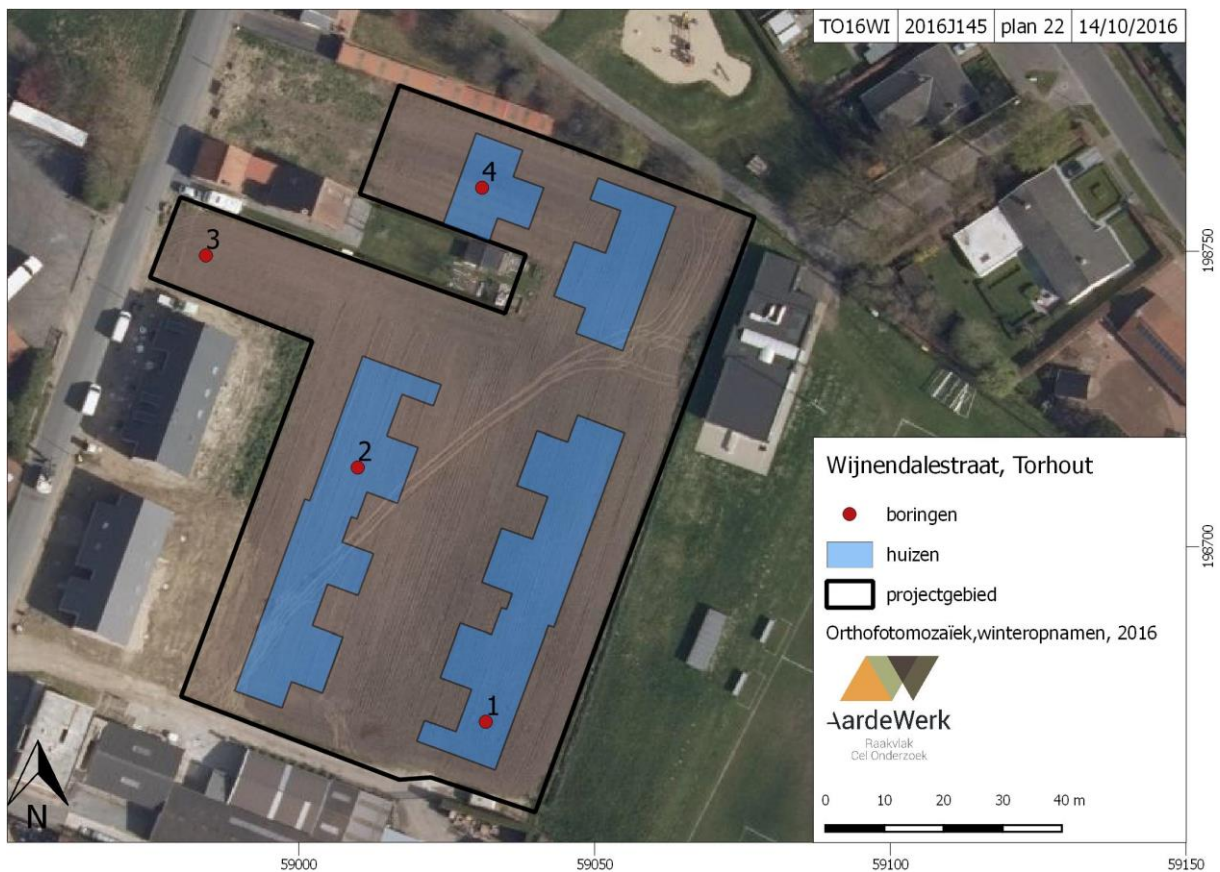 TO16WI 2016J145 plan 22 14/10/2016
4
3
2
1
198750
198700
Wijnendalestraat, Torhout
boringen
huizen
projectgebied
Orthofotomozaïek,winteropnamen, 2016
AardeWerk
Raakvlak
Cel Onderzoek
0 10 20 30 40 m
N
59000 59050 59100 59150